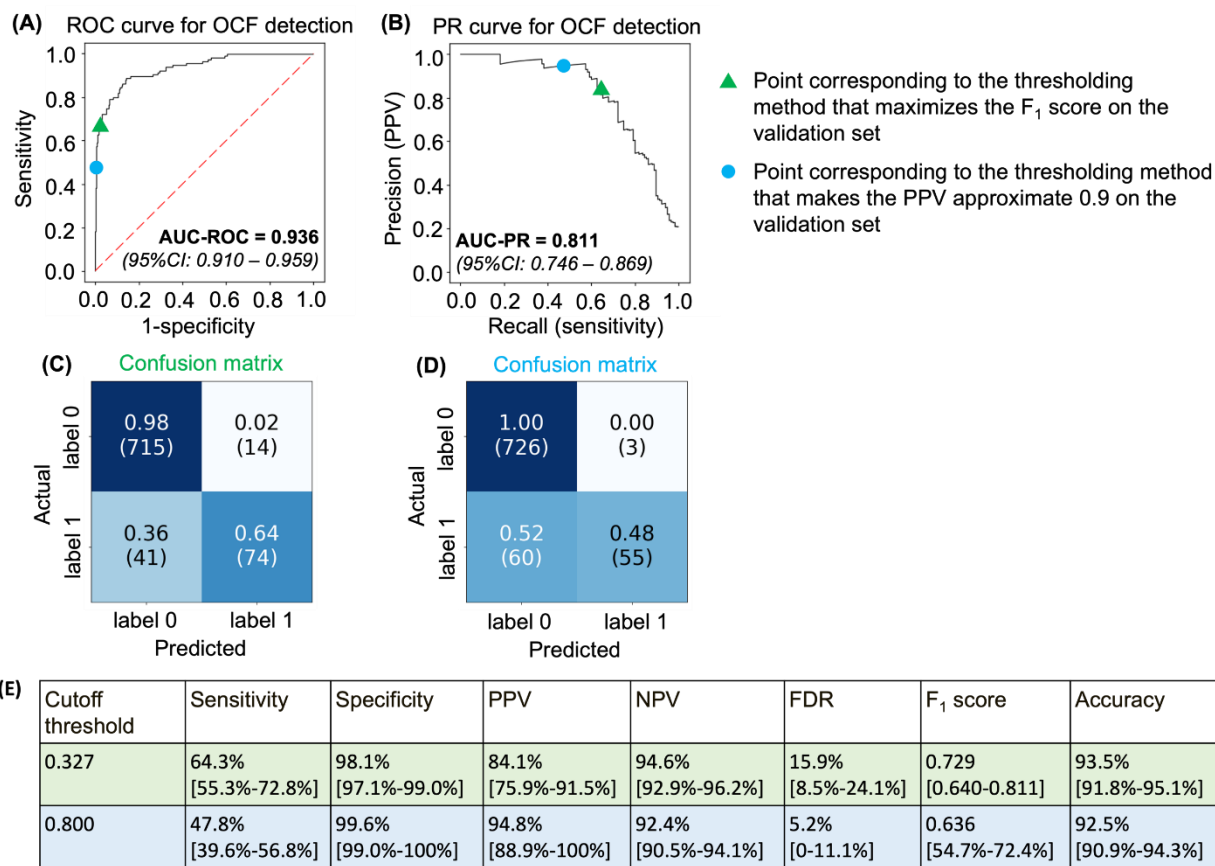 (A) ROC curve for OCF detection
1.0
0.8
0.6
0.4
0.2
0.0
Sensitivity
AUC-ROC = 0.936
(95%CI: 0.910 – 0.959)
0.0 0.2 0.4 0.6 0.8 1.0
1-specificity
(B) PR curve for OCF detection
1.0
0.8
0.6
0.4
0.2
0.0
Precision (PPV)
AUC-PR = 0.811
(95%CI: 0.746 – 0.869)
0.0 0.2 0.4 0.6 0.8 1.0
Recall (sensitivity)
Point corresponding to the thresholding
method that maximizes the F₁ score on the
validation set
Point corresponding to the thresholding method
that makes the PPV approximate 0.9 on the
validation set
(C) Confusion matrix
Actual
label 0
label 1
0.98 0.02
(715) (14)
0.36 0.64
(41) (74)
label 0 label 1
Predicted
(D) Confusion matrix
Actual
label 0
label 1
1.00 0.00
(726) (3)
0.52 0.48
(60) (55)
label 0 label 1
Predicted
(E)
Cutoff threshold Sensitivity Specificity PPV NPV FDR F₁ score Accuracy
0.327 64.3% 98.1% 84.1% 94.6% 15.9% 0.729 93.5%
[55.3%-72.8%] [97.1%-99.0%] [75.9%-91.5%] [92.9%-96.2%] [8.5%-24.1%] [0.640-0.811] [91.8%-95.1%]
0.800 47.8% 99.6% 94.8% 92.4% 5.2% 0.636 92.5%
[39.6%-56.8%] [99.0%-100%] [88.9%-100%] [90.5%-94.1%] [0-11.1%] [54.7%-72.4%] [90.9%-94.3%]